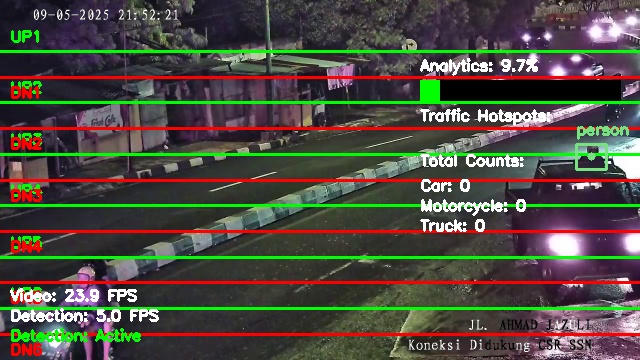 09-05-2025 21:52:21
UP1
Analytics: 9.7%
DN1
Traffic Hotspots:
person
DN2
Total Counts:
Car: 0
DN3
Motorcycle: 0
Truck: 0
DN4
Video: 23.9 FPS
Detection: 5.0 FPS
JL. AHMAD JAZULI
Detection: Active
Koneksi Didukung CSR SSN
DN6